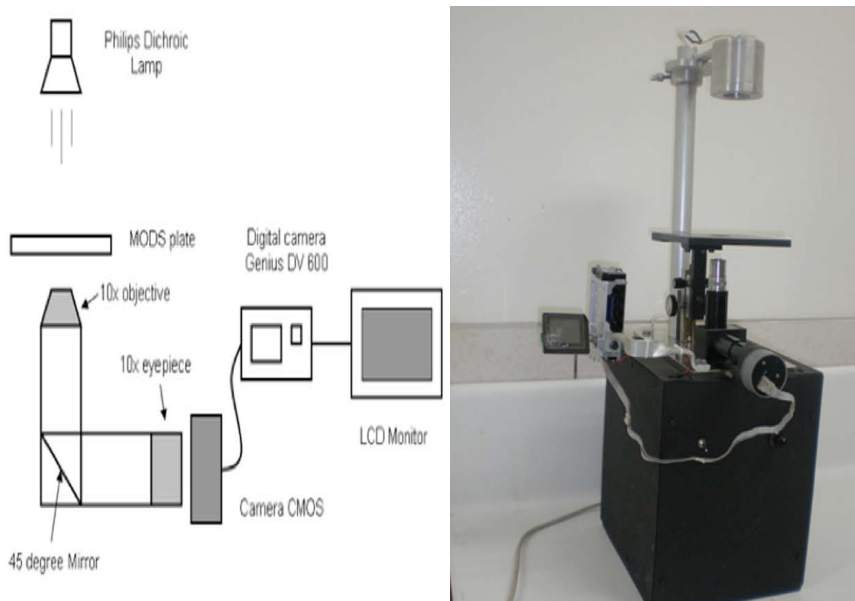 Philips Dichroic
Lamp
MODS plate
10x objective
Digital camera
Genius DV 600
10x eyepiece
LCD Monitor
Camera CMOS
45 degree Mirror